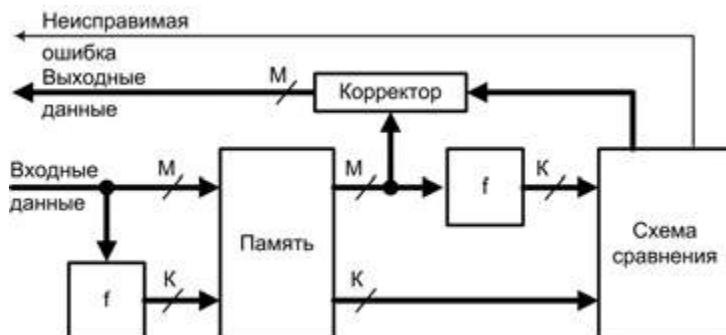 Неисправимая
ошибка
Выходные
данные
М
Корректор
Входные
данные
М
М
f
К
Память
Схема
сравнения
f
К
К